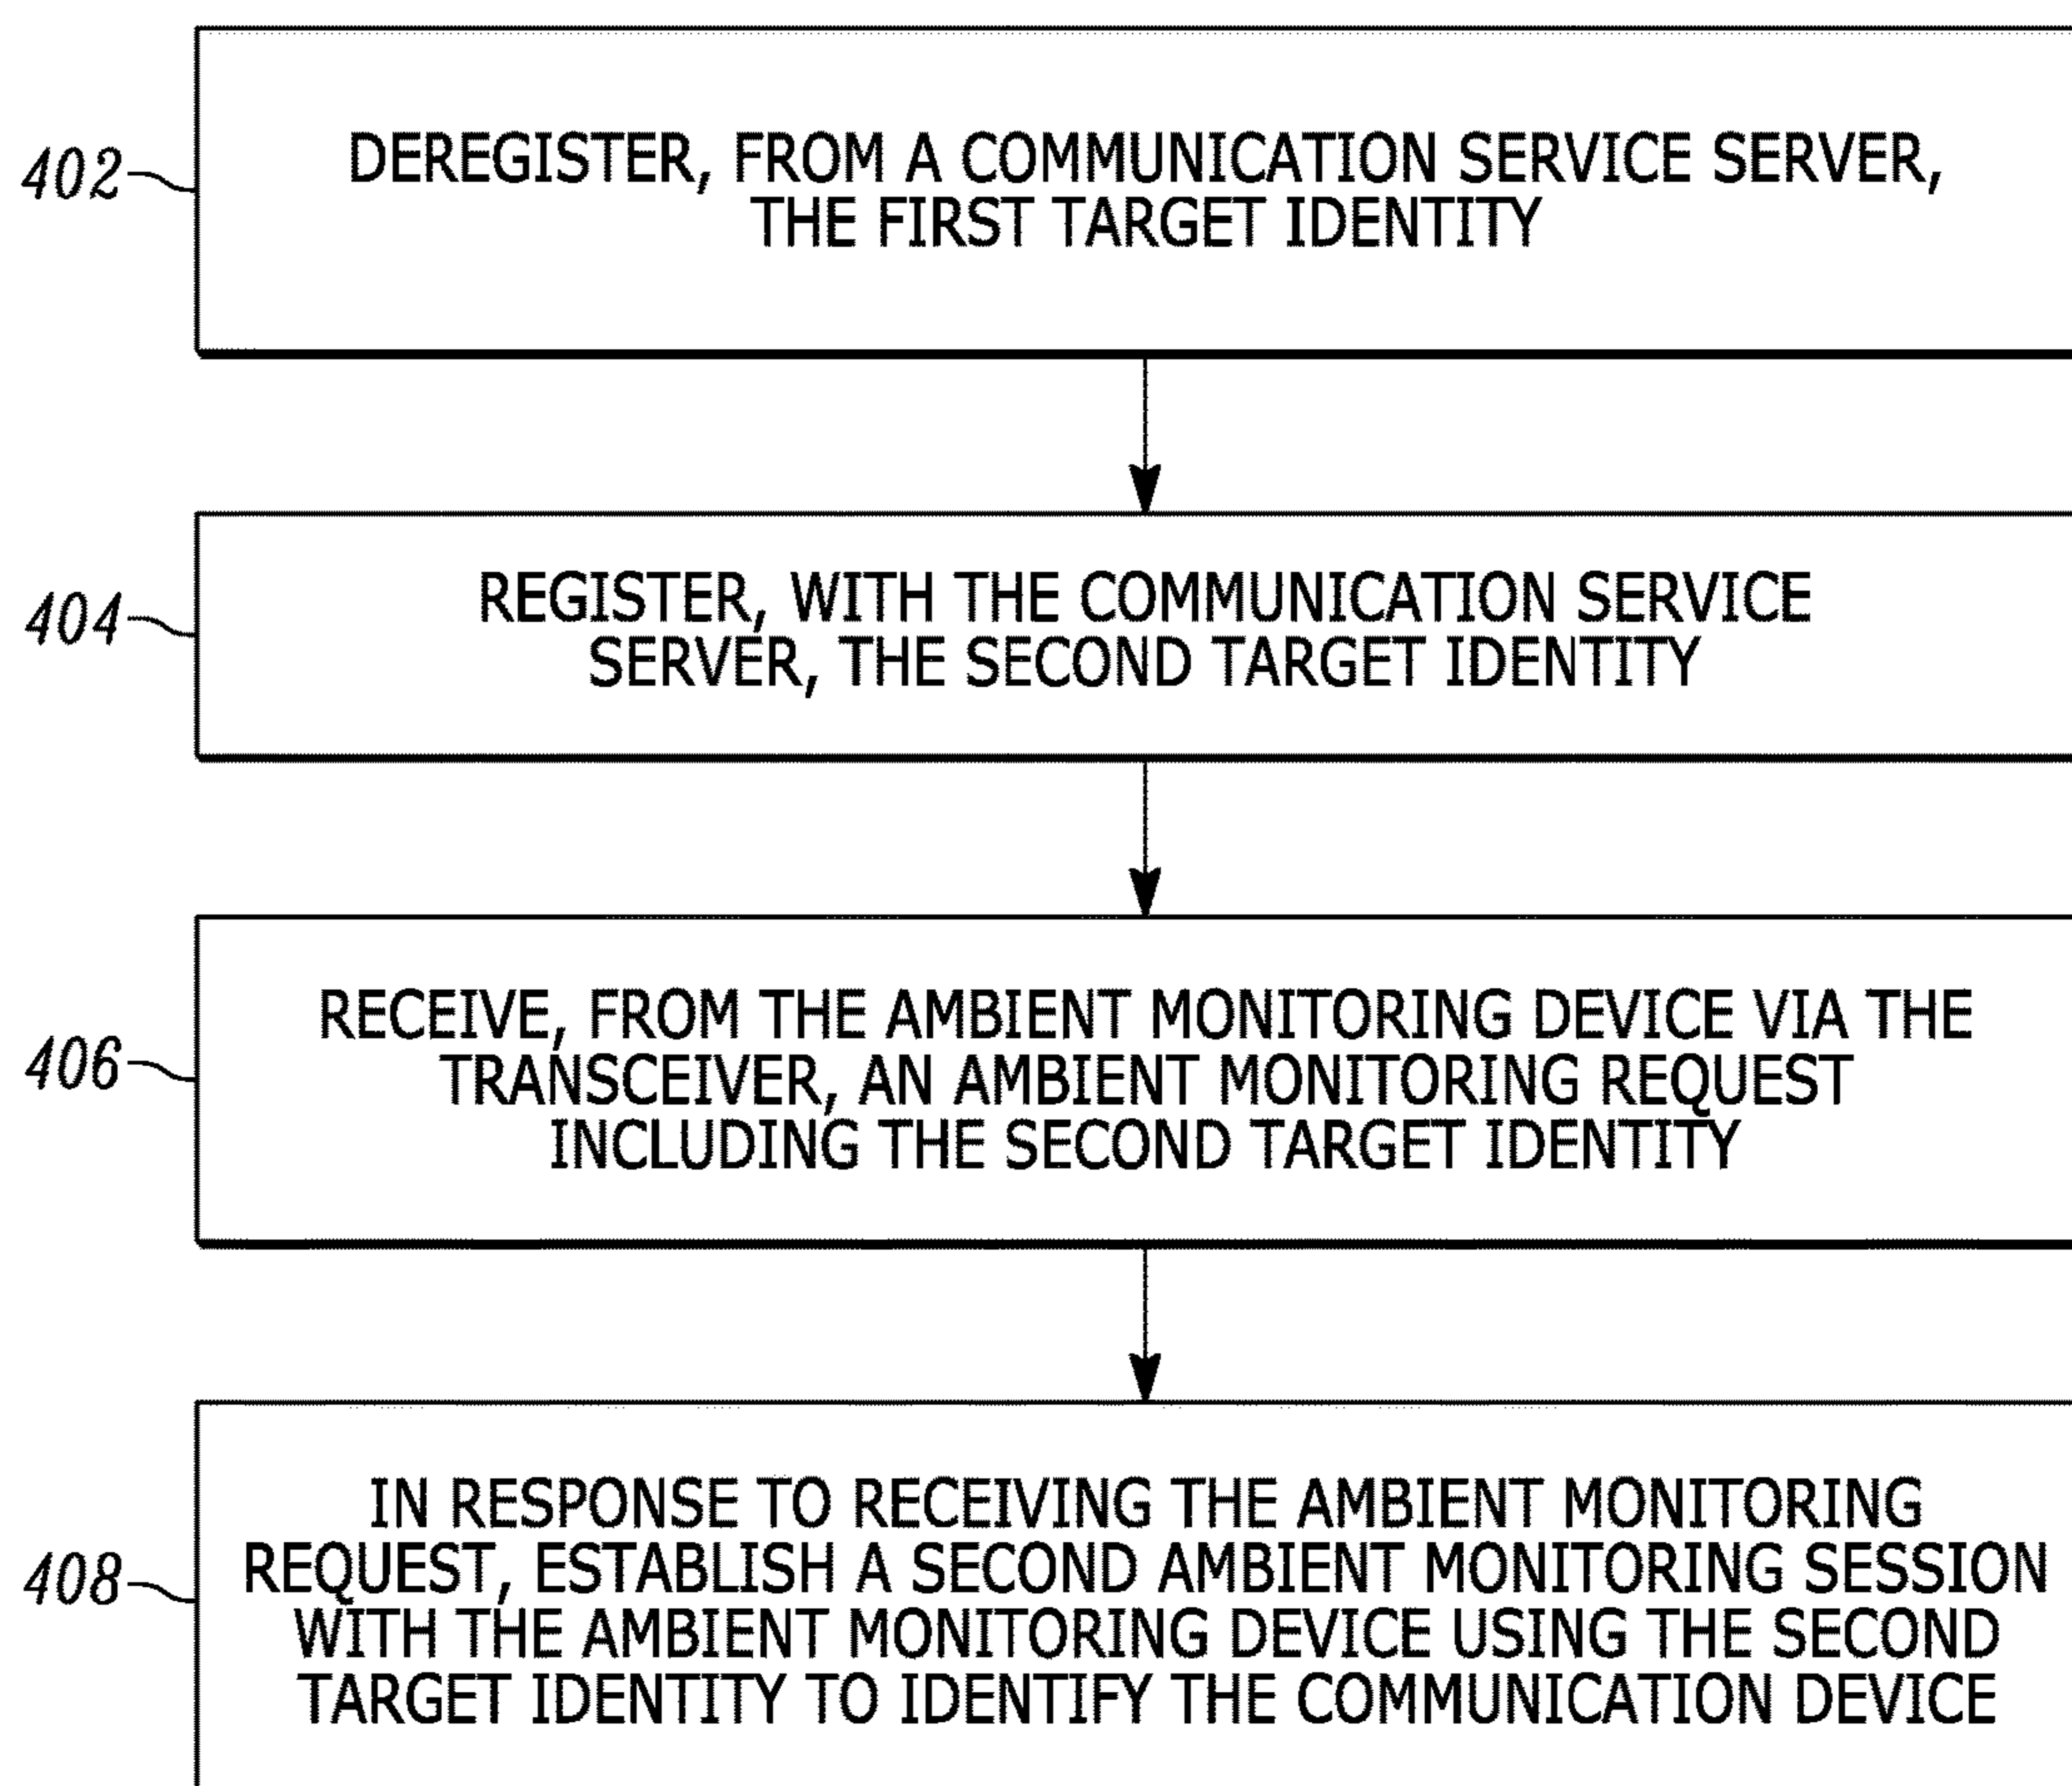 402
DEREGISTER, FROM A COMMUNICATION SERVICE SERVER,
THE FIRST TARGET IDENTITY
404
REGISTER, WITH THE COMMUNICATION SERVICE
SERVER, THE SECOND TARGET IDENTITY
406
RECEIVE, FROM THE AMBIENT MONITORING DEVICE VIA THE
TRANSCEIVER, AN AMBIENT MONITORING REQUEST
INCLUDING THE SECOND TARGET IDENTITY
408
IN RESPONSE TO RECEIVING THE AMBIENT MONITORING
REQUEST, ESTABLISH A SECOND AMBIENT MONITORING SESSION
WITH THE AMBIENT MONITORING DEVICE USING THE SECOND
TARGET IDENTITY TO IDENTIFY THE COMMUNICATION DEVICE